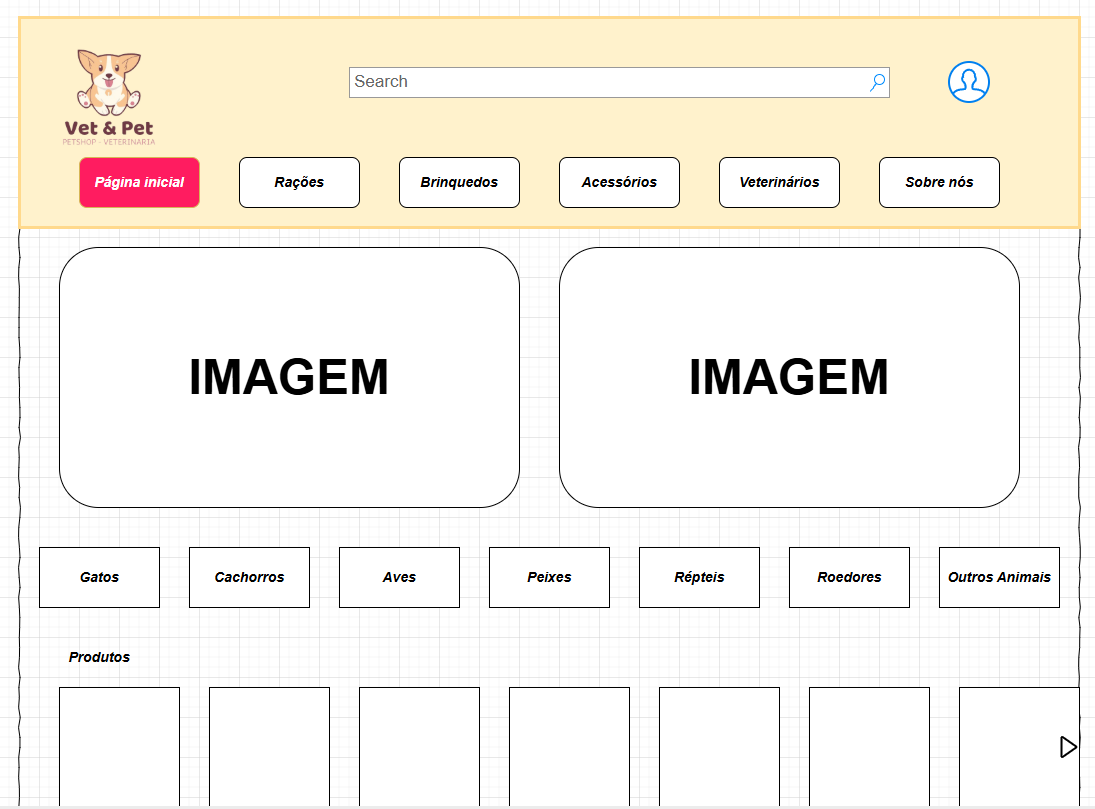 Search
Vet & Pet
PETSHOP - VETERINARIA
Página inicial
Rações
Brinquedos
Acessórios
Veterinários
Sobre nós
IMAGEM
IMAGEM
Gatos
Cachorros
Aves
Peixes
Répteis
Roedores
Outros Animais
Produtos